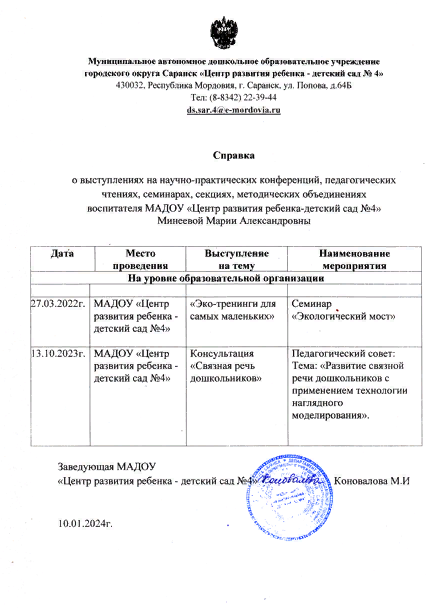 Муниципальное автономное дошкольное образовательное учреждение
городского округа Саранск «Центр развития ребенка - детский сад № 4»
430032, Республика Мордовия, г. Саранск, ул. Попова, д.64Б
Тел: (8-8342) 22-39-44
ds.sar.4@e-mordovia.ru
Справка
о выступлениях на научно-практических конференций, педагогических
чтениях, семинарах, секциях, методических объединениях
воспитателя МАДОУ «Центр развития ребенка-детский сад №4»
Минеевой Марии Александровны
Дата
Место
проведения
Выступление
на тему
Наименование
мероприятия
На уровне образовательной организации
27.03.2022г.
МАДОУ «Центр
развития ребенка -
детский сад №4»
«Эко-тренинги для
самых маленьких»
Семинар
«Экологический мост»
13.10.2023г.
МАДОУ «Центр
развития ребенка -
детский сад №4»
Консультация
«Связная речь
дошкольников»
Педагогический совет:
Тема: «Развитие связной
речи дошкольников с
применением технологии
наглядного
моделирования».
Заведующая МАДОУ
«Центр развития ребенка - детский сад №4» Коновалова Коновалова М.И
10.01.2024г.